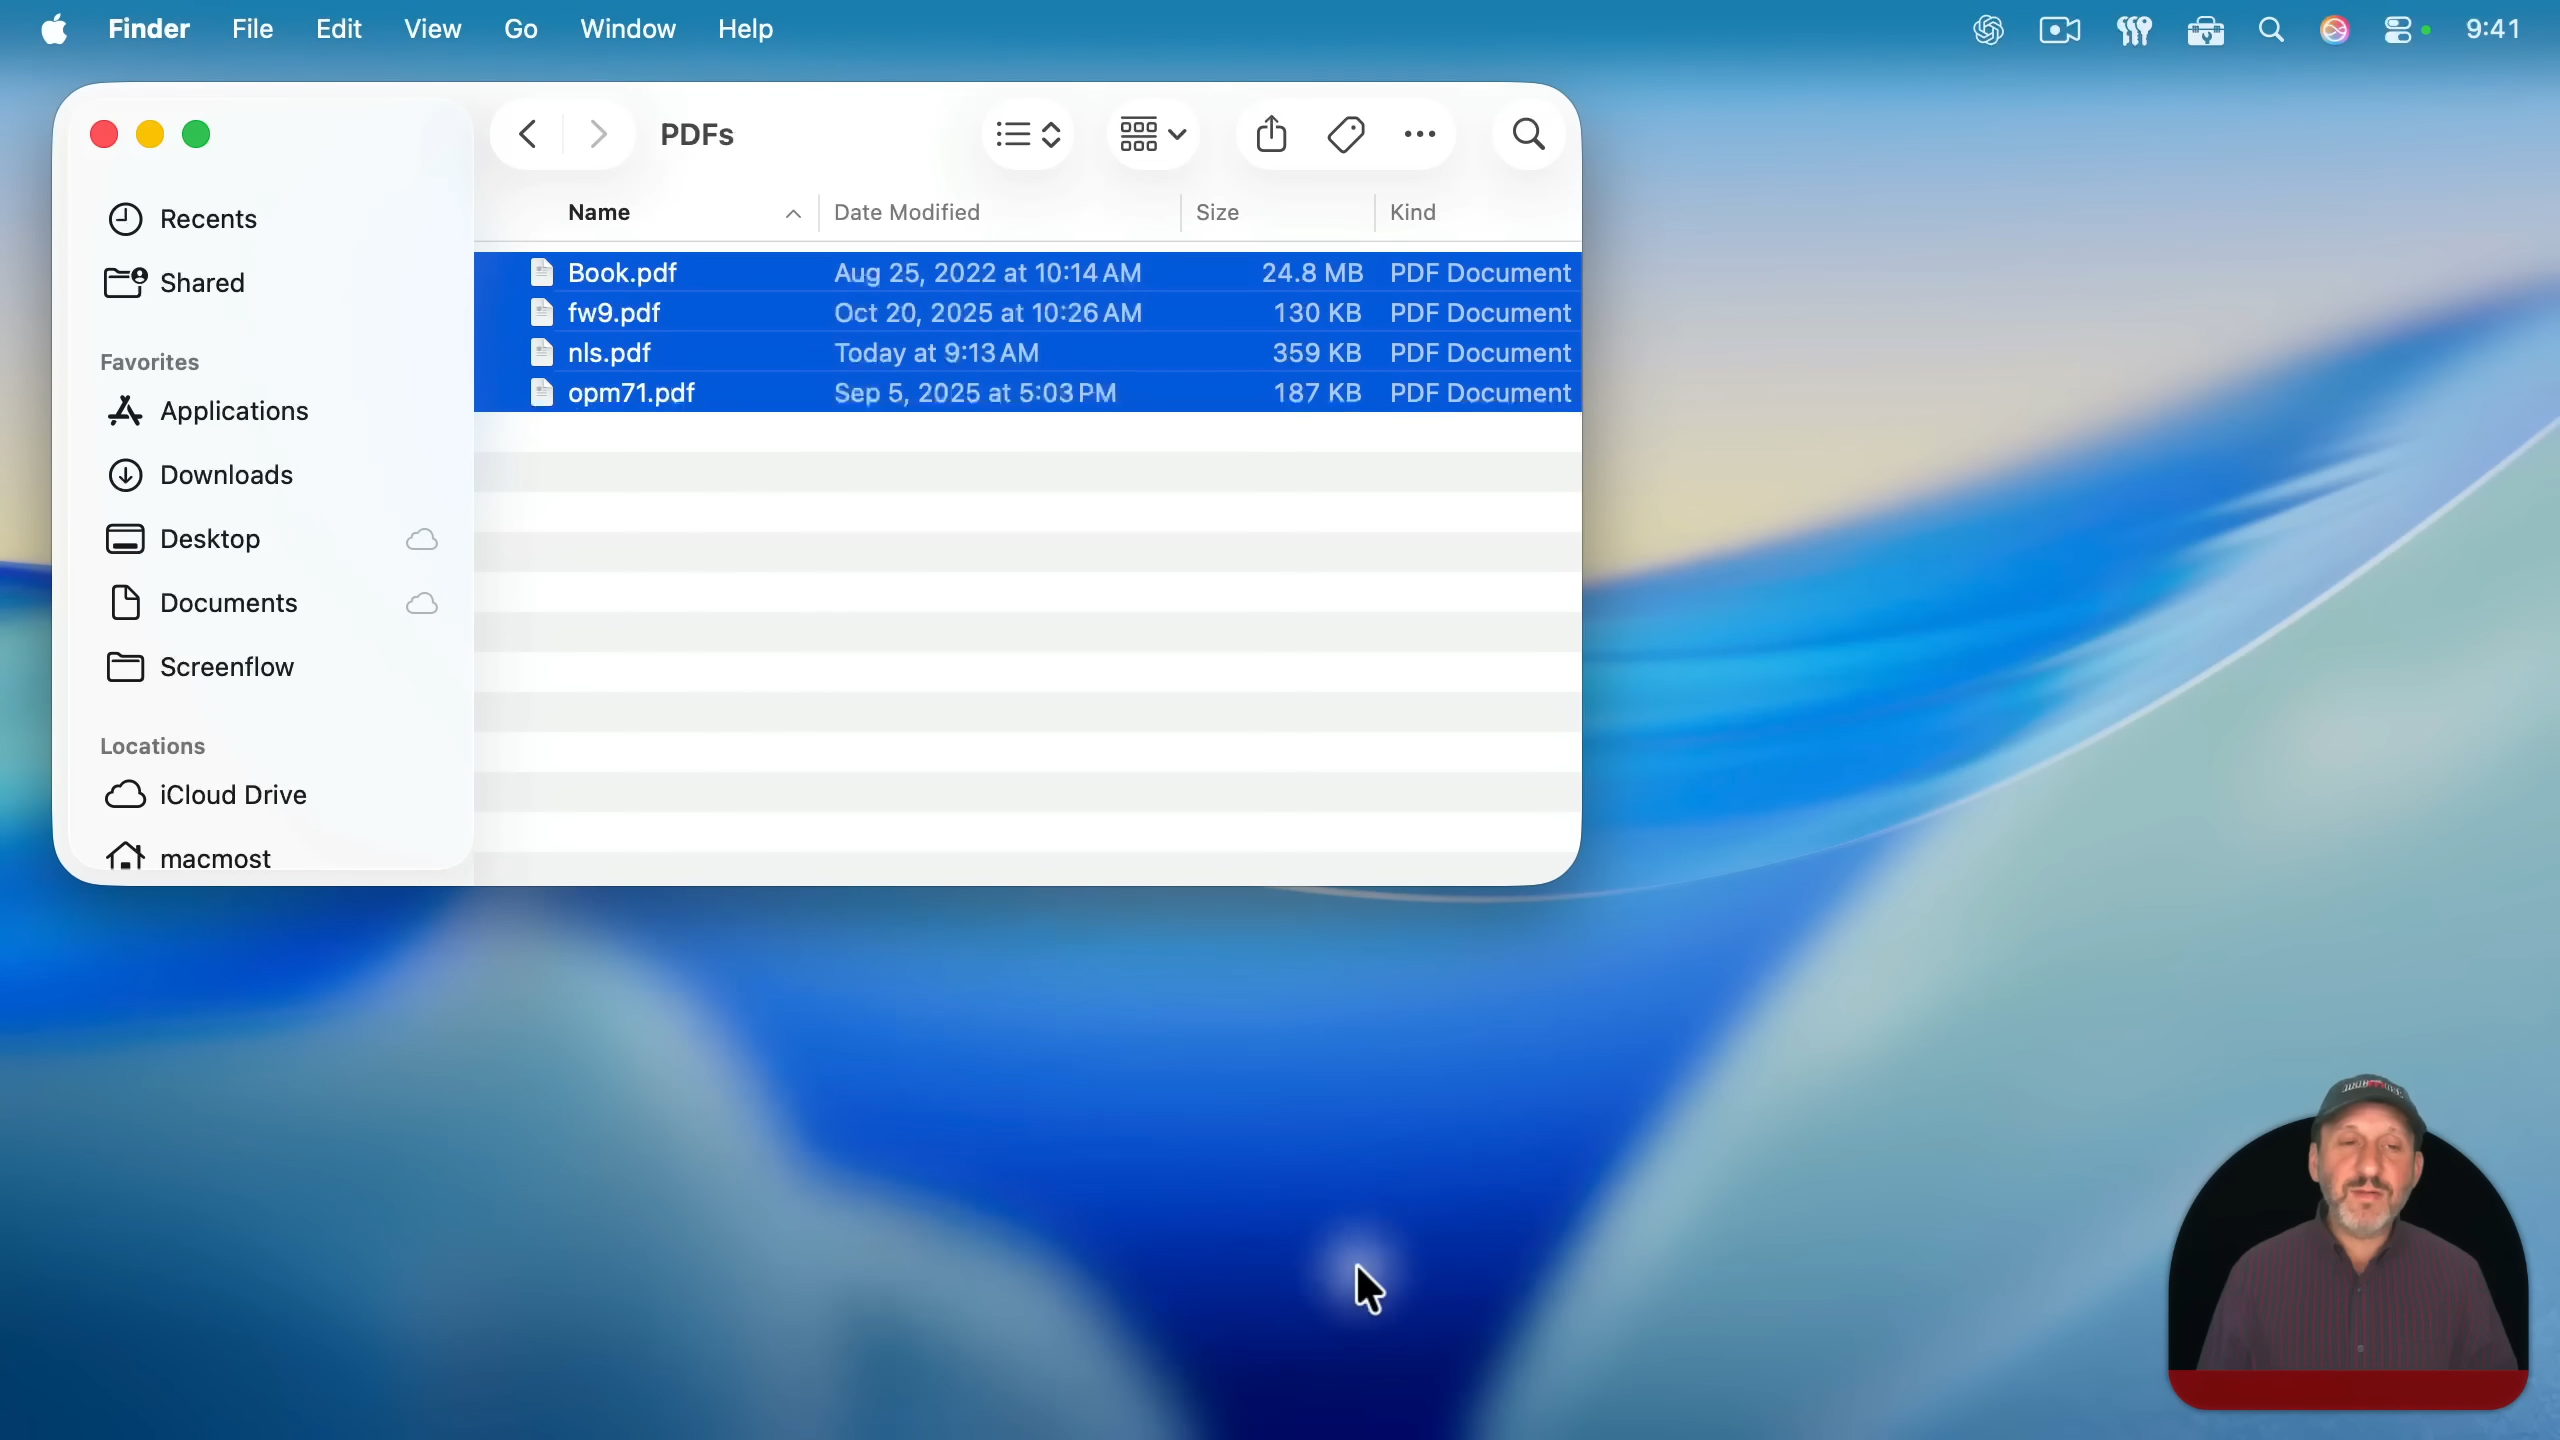 Finder File Edit View Go Window Help 9:41
PDFs
Recents
Shared
Favorites
Applications
Downloads
Desktop
Documents
Screenflow
Locations
iCloud Drive
macmost
Name Date Modified Size Kind
Book.pdf Aug 25, 2022 at 10:14 AM 24.8 MB PDF Document
fw9.pdf Oct 20, 2025 at 10:26 AM 130 KB PDF Document
nls.pdf Today at 9:13 AM 359 KB PDF Document
opm71.pdf Sep 5, 2025 at 5:03 PM 187 KB PDF Document